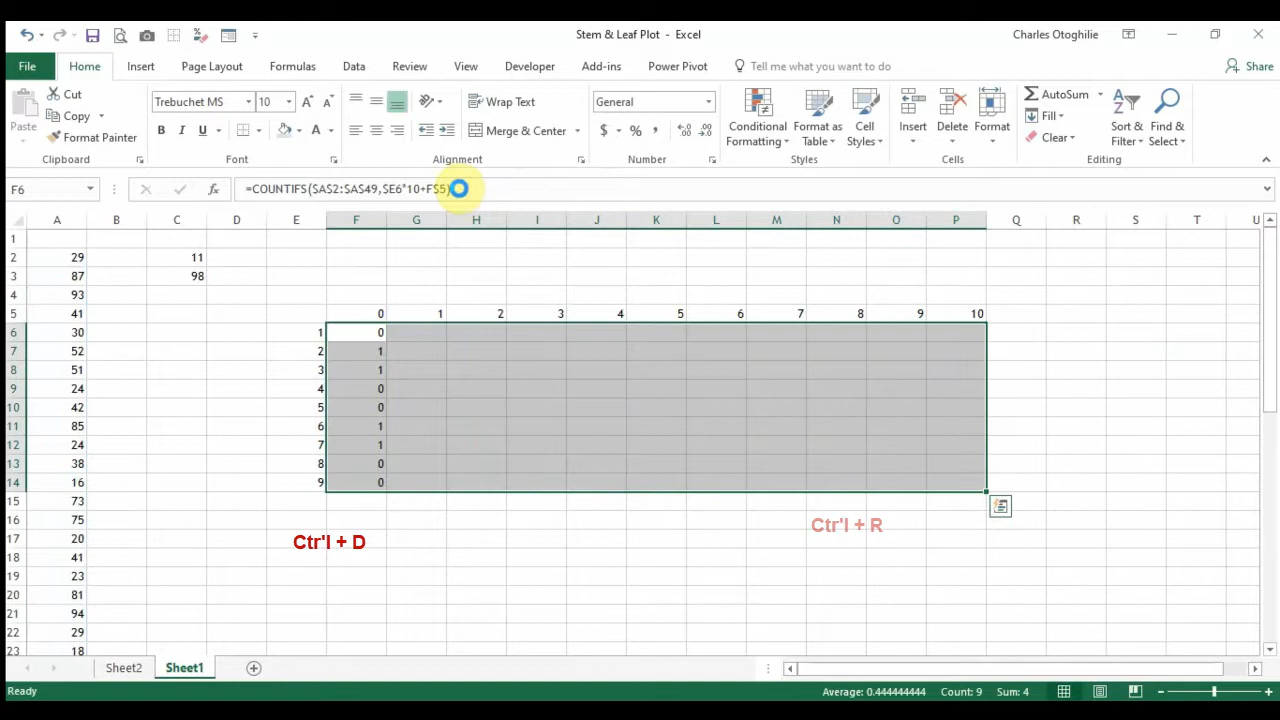 Stem & Leaf Plot - Excel
Charles Otoghilie
File Home Insert Page Layout Formulas Data Review View Developer Add-ins Power Pivot Tell me what you want to do Share
Paste
Cut
Copy
Format Painter
Clipboard
Trebuchet MS 10
B I U
Font
Wrap Text
Merge & Center
Alignment
General
$ % ,
Number
Conditional Formatting
Format as Table
Cell Styles
Styles
Insert
Delete
Format
Cells
AutoSum
Fill
Clear
Sort & Filter
Find & Select
Editing
F6 fx =COUNTIFS($A$2:$A$49,$E6*10+F$5)
A B C D E F G H I J K L M N O P Q R S T U
1
2 29 11
3 87 98
4 93
5 41 0 1 2 3 4 5 6 7 8 9 10
6 30 1 0
7 52 2 1
8 51 3 1
9 24 4 0
10 42 5 0
11 85 6 1
12 24 7 1
13 38 8 0
14 16 9 0
15 73
16 75
17 20
18 41
19 23
20 81
21 94
22 29
23 18
Ctr'l + R
Ctr'l + D
Sheet2 Sheet1
Ready
Average: 0.444444444 Count: 9 Sum: 4